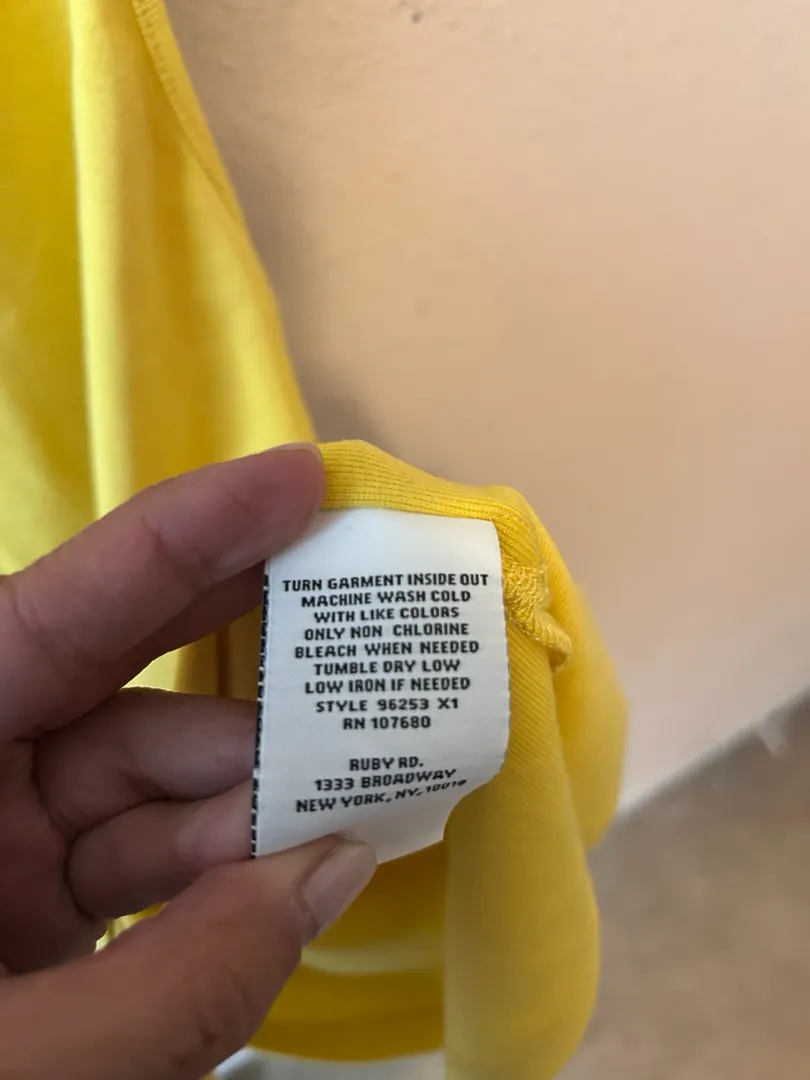 TURN GARMENT INSIDE OUT
MACHINE WASH COLD
WITH LIKE COLORS
ONLY NON CHLORINE
BLEACH WHEN NEEDED
TUMBLE DRY LOW
LOW IRON IF NEEDED
STYLE 96253 X1
RN 107680
RUBY RD.
1333 BROADWAY
NEW YORK, NY, 10018